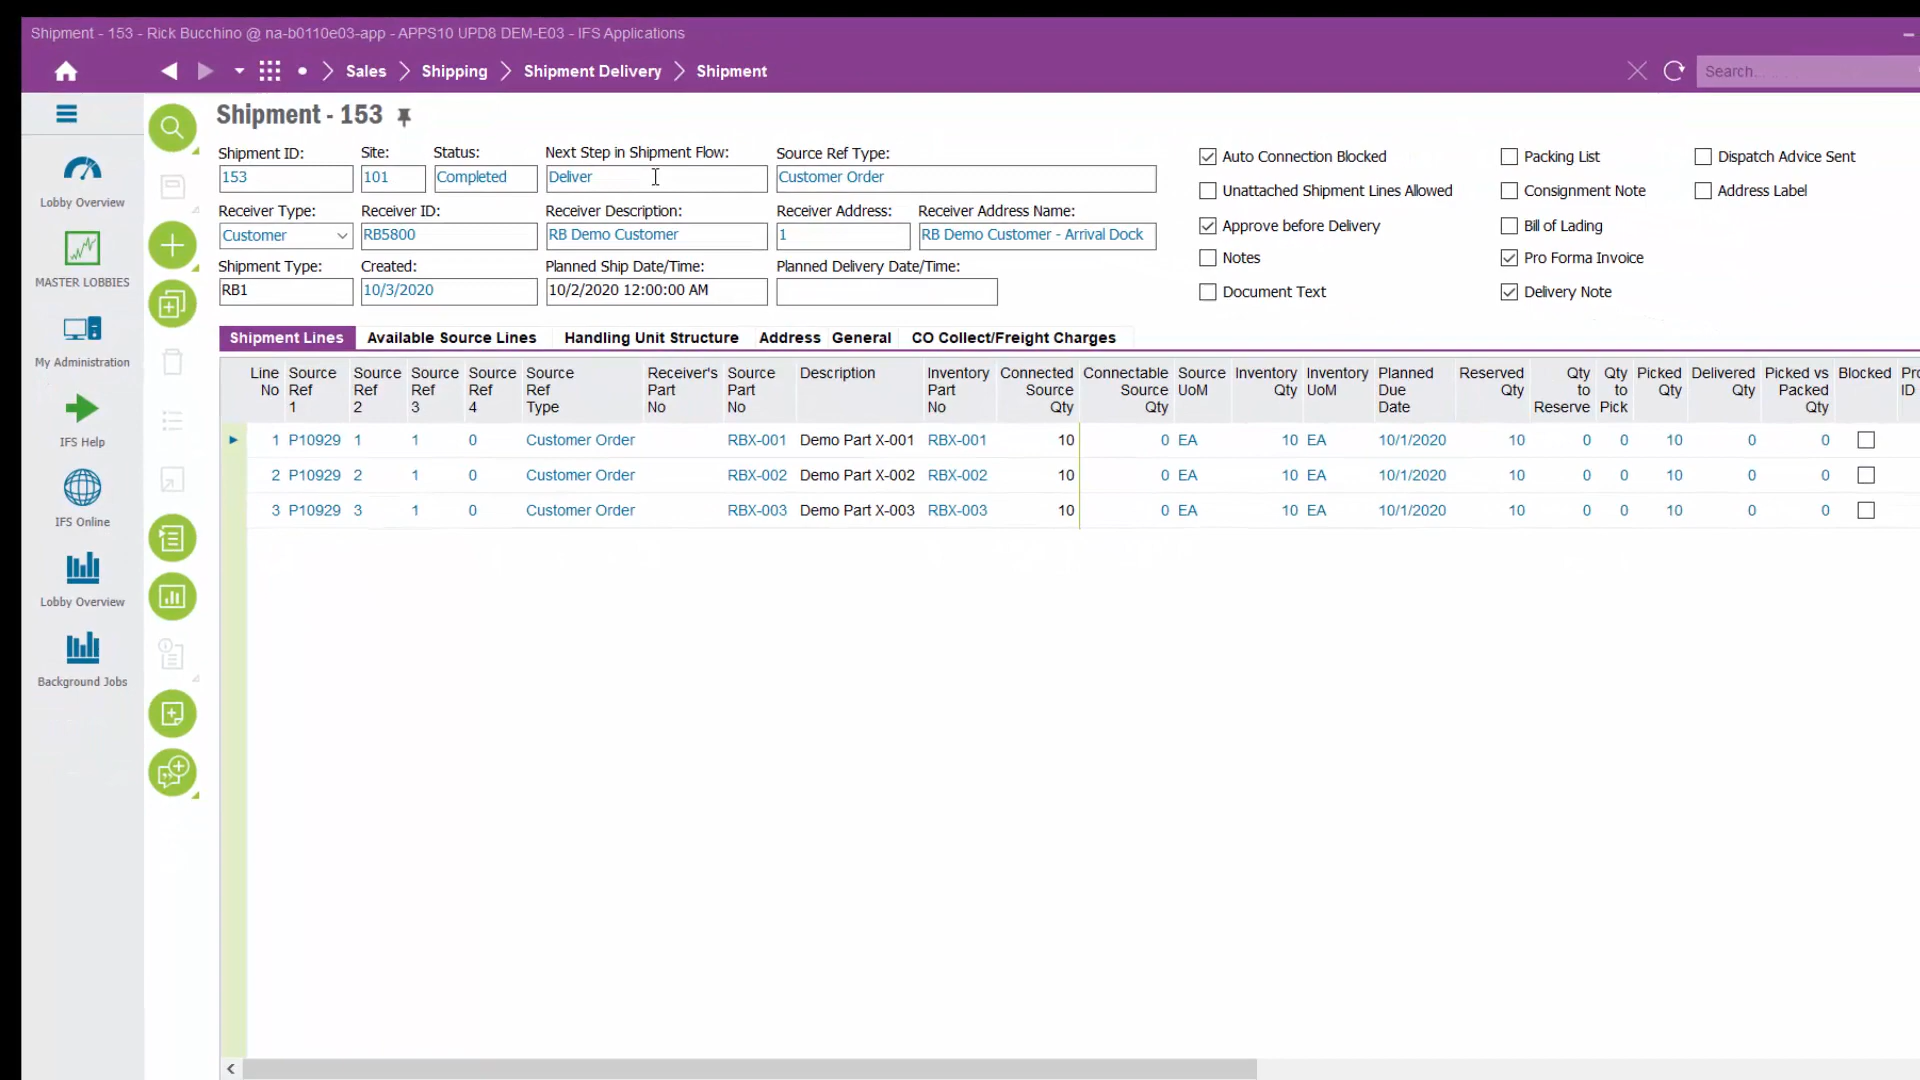 Shipment - 153 - Rick Bucchino @ na-b0110e03-app - APPS10 UPD8 DEM-E03 - IFS Applications
Sales Shipping Shipment Delivery Shipment Search...
Shipment - 153
Shipment ID: Site: Status: Next Step in Shipment Flow: Source Ref Type:
153 101 Completed Deliver Customer Order
Receiver Type: Receiver ID: Receiver Description: Receiver Address: Receiver Address Name:
Customer RB5800 RB Demo Customer 1 RB Demo Customer - Arrival Dock
Shipment Type: Created: Planned Ship Date/Time: Planned Delivery Date/Time:
RB1 10/3/2020 10/2/2020 12:00:00 AM
Auto Connection Blocked Packing List Dispatch Advice Sent
Unattached Shipment Lines Allowed Consignment Note Address Label
Approve before Delivery Bill of Lading
Notes Pro Forma Invoice
Document Text Delivery Note
Lobby Overview
MASTER LOBBIES
My Administration
IFS Help
IFS Online
Lobby Overview
Background Jobs
Shipment Lines Available Source Lines Handling Unit Structure Address General CO Collect/Freight Charges
Line Source Source Source Source Source Receiver's Source Description Inventory Connected Connectable Source Inventory Inventory Planned Reserved Qty Qty Picked Delivered Picked vs Blocked Pro
No Ref Ref Ref Ref Ref Part Part Part Source Source UoM Qty UoM Due Qty to to Qty Qty Packed ID
1 2 3 4 Type No No No Qty Qty Date Reserve Pick Qty
1 P10929 1 1 0 Customer Order RBX-001 Demo Part X-001 RBX-001 10 0 EA 10 EA 10/1/2020 10 0 0 10 0 0
2 P10929 2 1 0 Customer Order RBX-002 Demo Part X-002 RBX-002 10 0 EA 10 EA 10/1/2020 10 0 0 10 0 0
3 P10929 3 1 0 Customer Order RBX-003 Demo Part X-003 RBX-003 10 0 EA 10 EA 10/1/2020 10 0 0 10 0 0